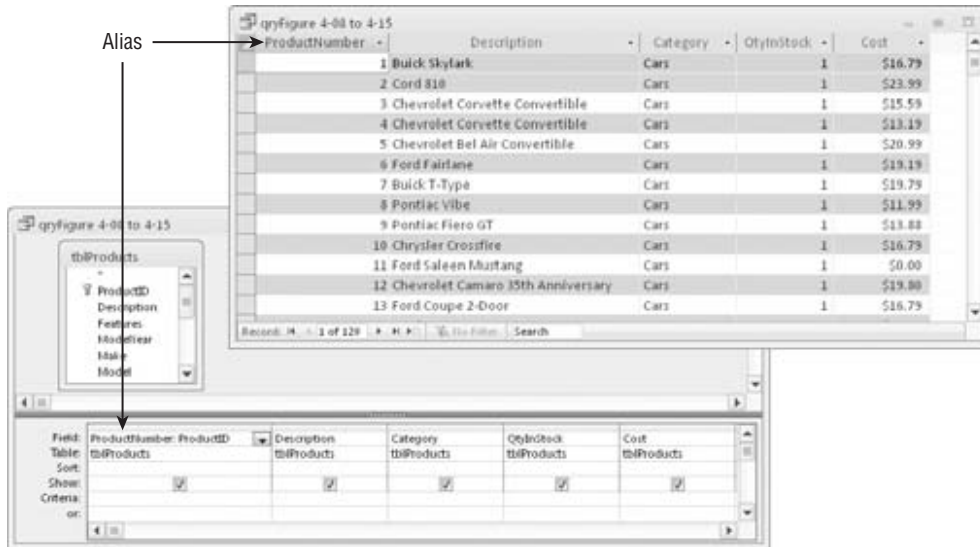 Alias
qryFigure 4-08 to 4-15
ProductNumber Description Category QtyInStock Cost
1 Buick Skylark Cars 1 $16.79
2 Cord 810 Cars 1 $23.99
3 Chevrolet Corvette Convertible Cars 1 $15.59
4 Chevrolet Corvette Convertible Cars 1 $13.19
5 Chevrolet Bel Air Convertible Cars 1 $20.99
6 Ford Fairlane Cars 1 $19.19
7 Buick T-Type Cars 1 $19.79
8 Pontiac Vibe Cars 1 $11.99
9 Pontiac Fiero GT Cars 1 $13.88
10 Chrysler Crossfire Cars 1 $16.79
11 Ford Saleen Mustang Cars 1 $0.00
12 Chevrolet Camaro 35th Anniversary Cars 1 $19.80
13 Ford Coupe 2-Door Cars 1 $16.79
Record: 1 of 129 No Filter Search
qryFigure 4-08 to 4-15
tblProducts
*
ProductID
Description
Features
ModelYear
Make
Model
Field: ProductNumber: ProductID Description Category QtyInStock Cost
Table: tblProducts tblProducts tblProducts tblProducts tblProducts
Sort:
Show:
Criteria:
or: